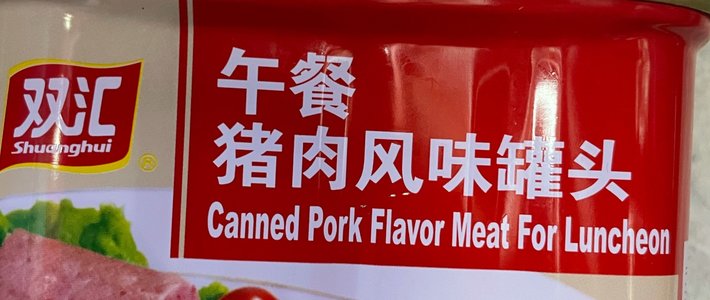 双汇
Shuanghui
®
午餐
猪肉风味罐头
Canned Pork Flavor Meat For Luncheon